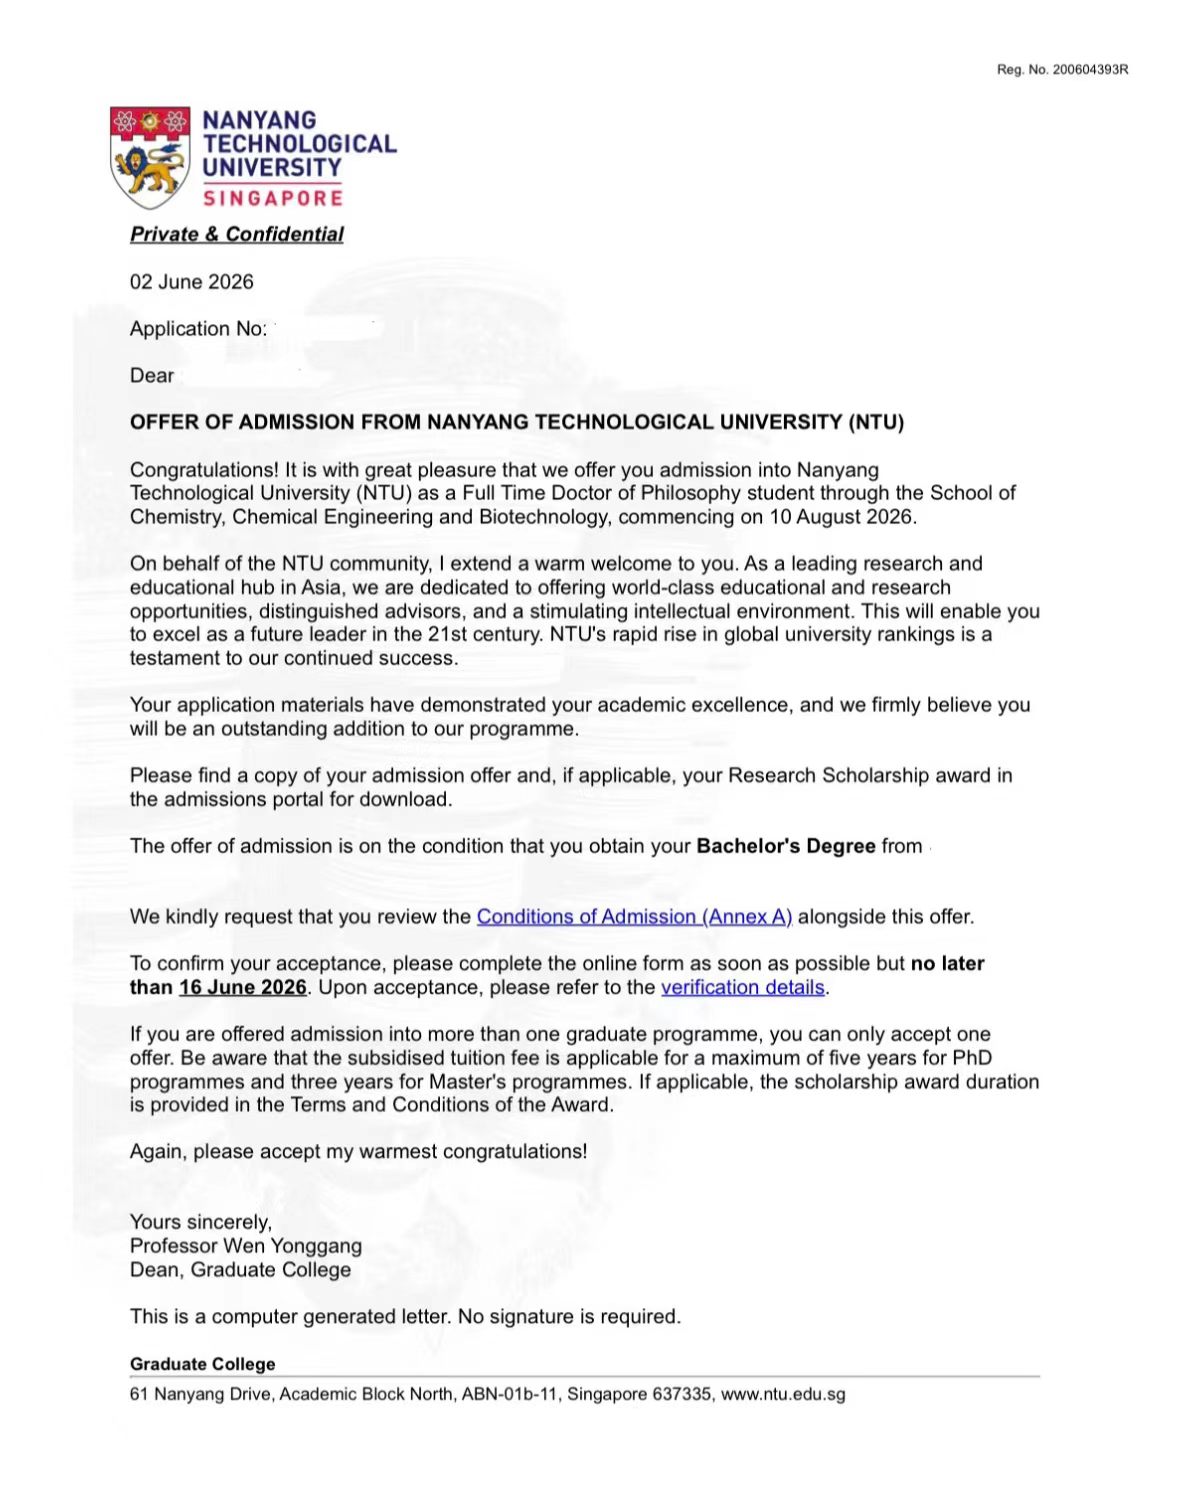 Reg. No. 200604393R
NANYANG
TECHNOLOGICAL
UNIVERSITY
SINGAPORE
Private & Confidential
02 June 2026
Application No:
Dear
OFFER OF ADMISSION FROM NANYANG TECHNOLOGICAL UNIVERSITY (NTU)
Congratulations! It is with great pleasure that we offer you admission into Nanyang
Technological University (NTU) as a Full Time Doctor of Philosophy student through the School of
Chemistry, Chemical Engineering and Biotechnology, commencing on 10 August 2026.
On behalf of the NTU community, I extend a warm welcome to you. As a leading research and
educational hub in Asia, we are dedicated to offering world-class educational and research
opportunities, distinguished advisors, and a stimulating intellectual environment. This will enable you
to excel as a future leader in the 21st century. NTU's rapid rise in global university rankings is a
testament to our continued success.
Your application materials have demonstrated your academic excellence, and we firmly believe you
will be an outstanding addition to our programme.
Please find a copy of your admission offer and, if applicable, your Research Scholarship award in
the admissions portal for download.
The offer of admission is on the condition that you obtain your Bachelor's Degree from
We kindly request that you review the Conditions of Admission (Annex A) alongside this offer.
To confirm your acceptance, please complete the online form as soon as possible but no later
than 16 June 2026. Upon acceptance, please refer to the verification details.
If you are offered admission into more than one graduate programme, you can only accept one
offer. Be aware that the subsidised tuition fee is applicable for a maximum of five years for PhD
programmes and three years for Master's programmes. If applicable, the scholarship award duration
is provided in the Terms and Conditions of the Award.
Again, please accept my warmest congratulations!
Yours sincerely,
Professor Wen Yonggang
Dean, Graduate College
This is a computer generated letter. No signature is required.
Graduate College
61 Nanyang Drive, Academic Block North, ABN-01b-11, Singapore 637335, www.ntu.edu.sg